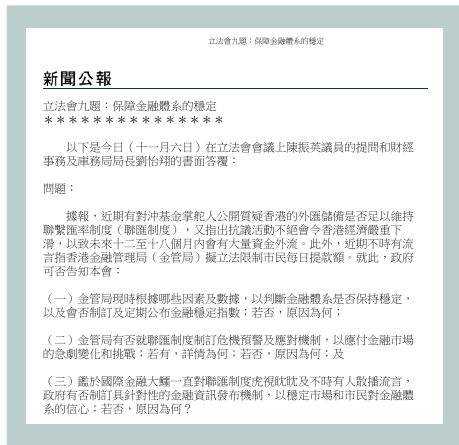 立法會九題：保障金融體系的穩定
新聞公報
立法會九題：保障金融體系的穩定
＊＊＊＊＊＊＊＊＊＊＊＊＊＊＊
以下是今日（十一月六日）在立法會會議上陳振英議員的提問和財經
事務及庫務局局長劉怡翔的書面答覆：
問題：
據報，近期有對沖基金掌舵人公開質疑香港的外匯儲備是否足以維持
聯繫匯率制度（聯匯制度），又指出抗議活動不絕會令香港經濟嚴重下
滑，以致未來十二至十八個月內會有大量資金外流。此外，近期不時有流
言指香港金融管理局（金管局）擬立法限制市民每日提款額。就此，政府
可否告知本會：
（一）金管局現時根據哪些因素及數據，以判斷金融體系是否保持穩定，
以及會否制訂及定期公布金融穩定指數；若否，原因為何；
（二）金管局有否就聯匯制度制訂危機預警及應對機制，以應付金融市場
的急劇變化和挑戰；若有，詳情為何；若否，原因為何；及
（三）鑑於國際金融大鱷一直對聯匯制度虎視眈眈及不時有人散播流言，
政府有否制訂具針對性的金融資訊發布機制，以穩定市場和市民對金融體
系的信心；若否，原因為何？